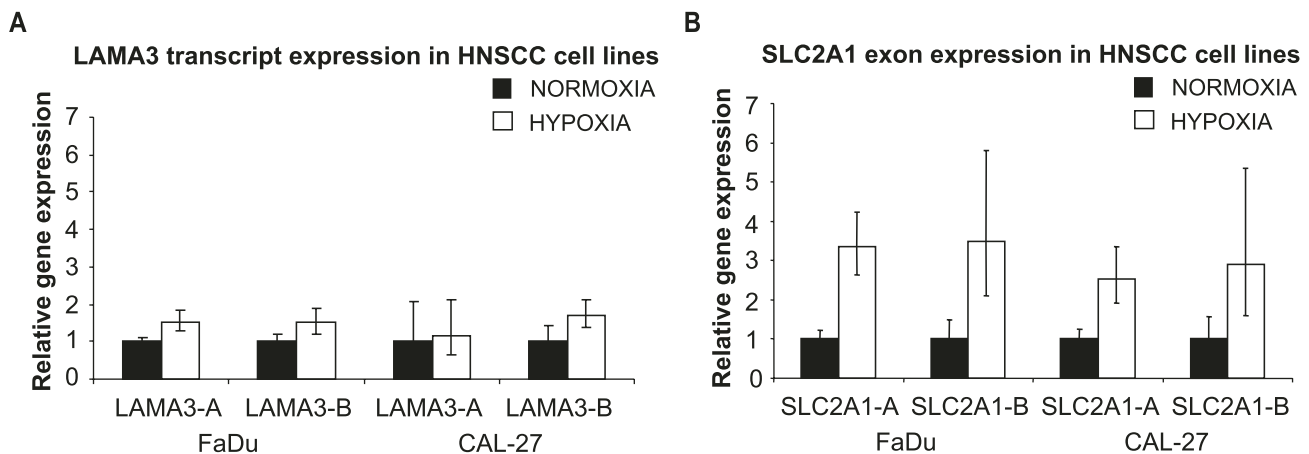 A
LAMA3 transcript expression in HNSCC cell lines
NORMOXIA
HYPOXIA
Relative gene expression
7
6
5
4
3
2
1
0
LAMA3-A LAMA3-B LAMA3-A LAMA3-B
FaDu CAL-27
B
SLC2A1 exon expression in HNSCC cell lines
NORMOXIA
HYPOXIA
Relative gene expression
7
6
5
4
3
2
1
0
SLC2A1-A SLC2A1-B SLC2A1-A SLC2A1-B
FaDu CAL-27